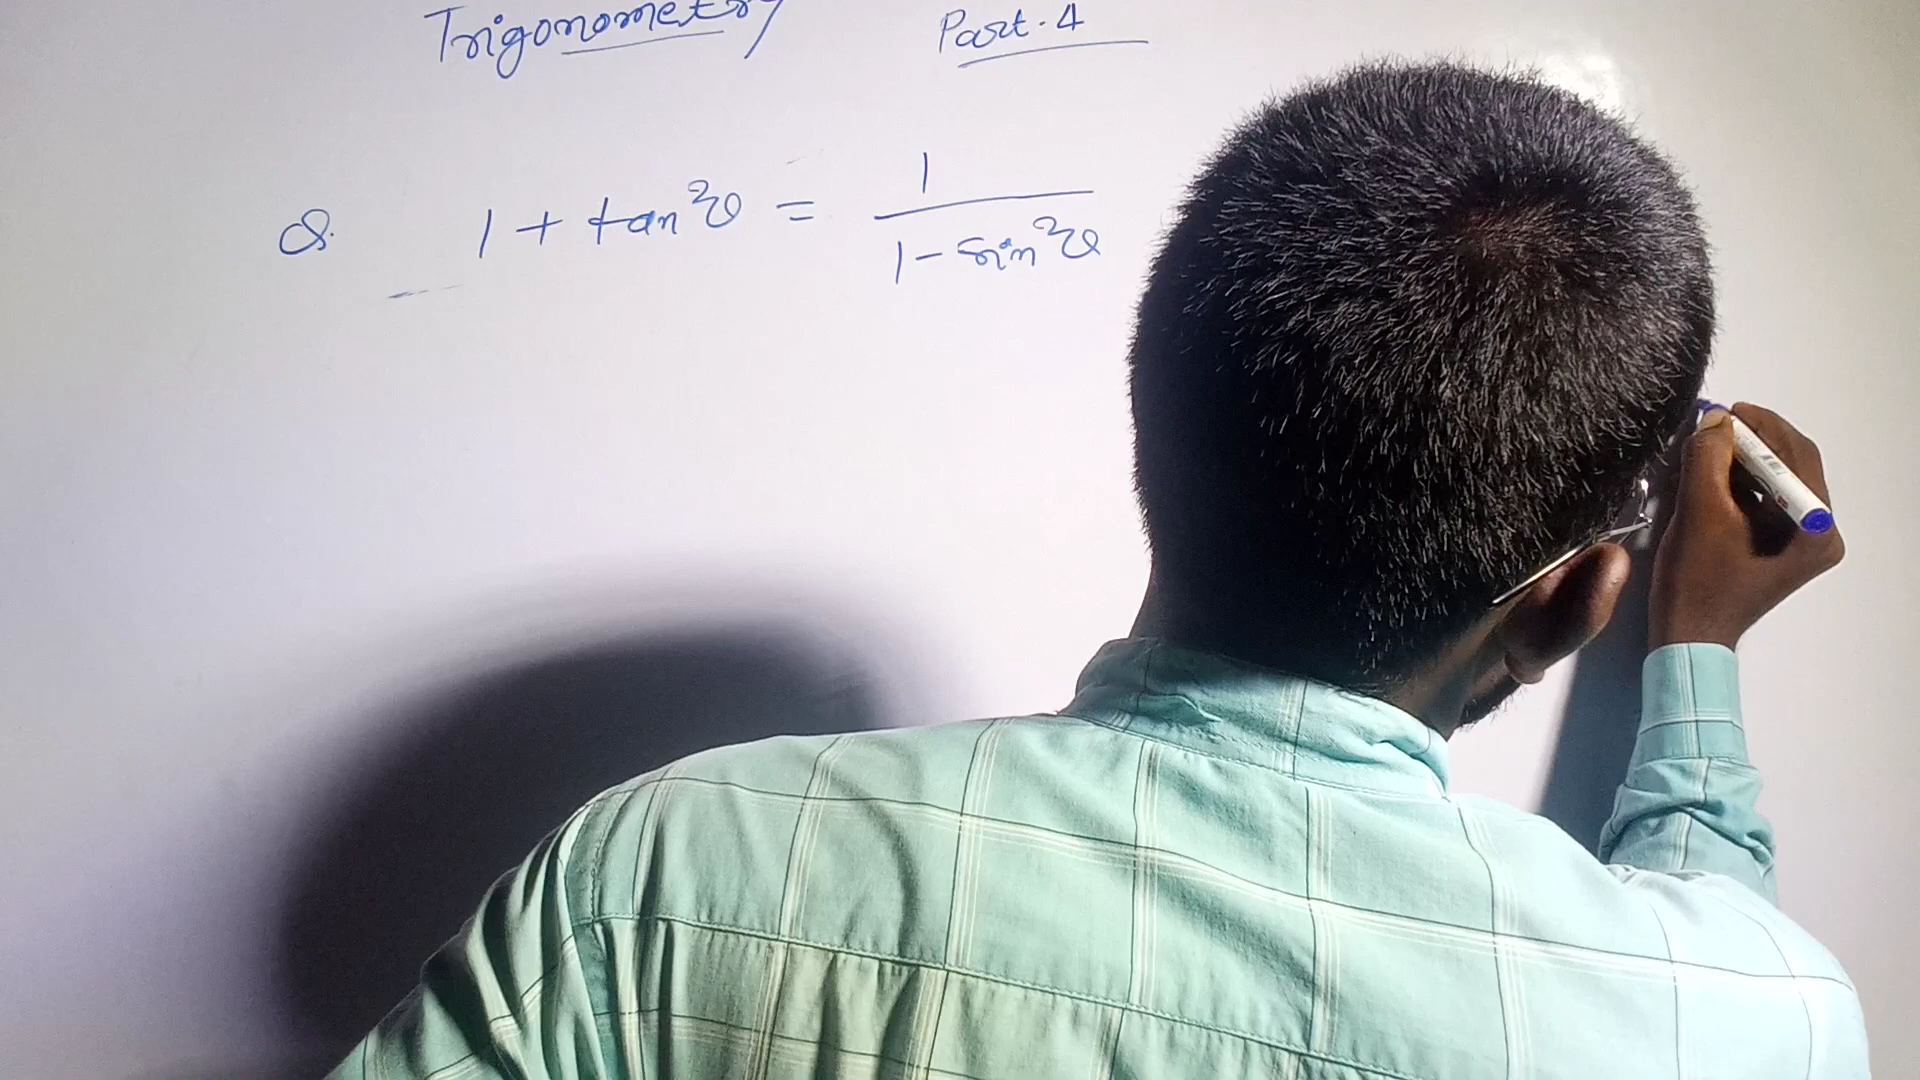 Trigonometry Part. 4
Q. 1 + tan²θ = 1 / 1 - sin²θ